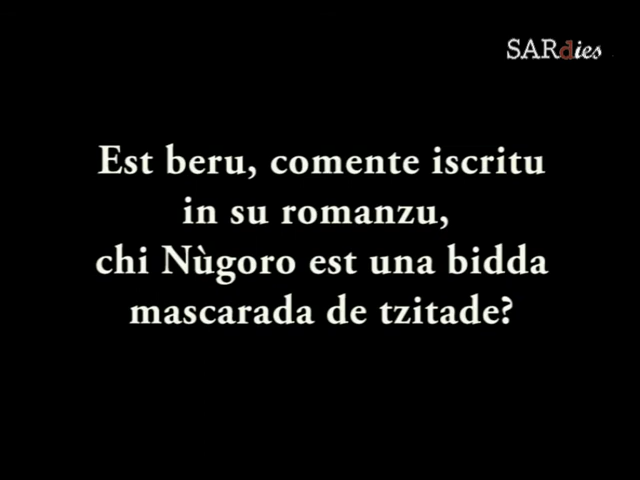 SARdies
Est beru, comente iscritu
in su romanzu,
chi Nùgoro est una bidda
mascarada de tzitade?